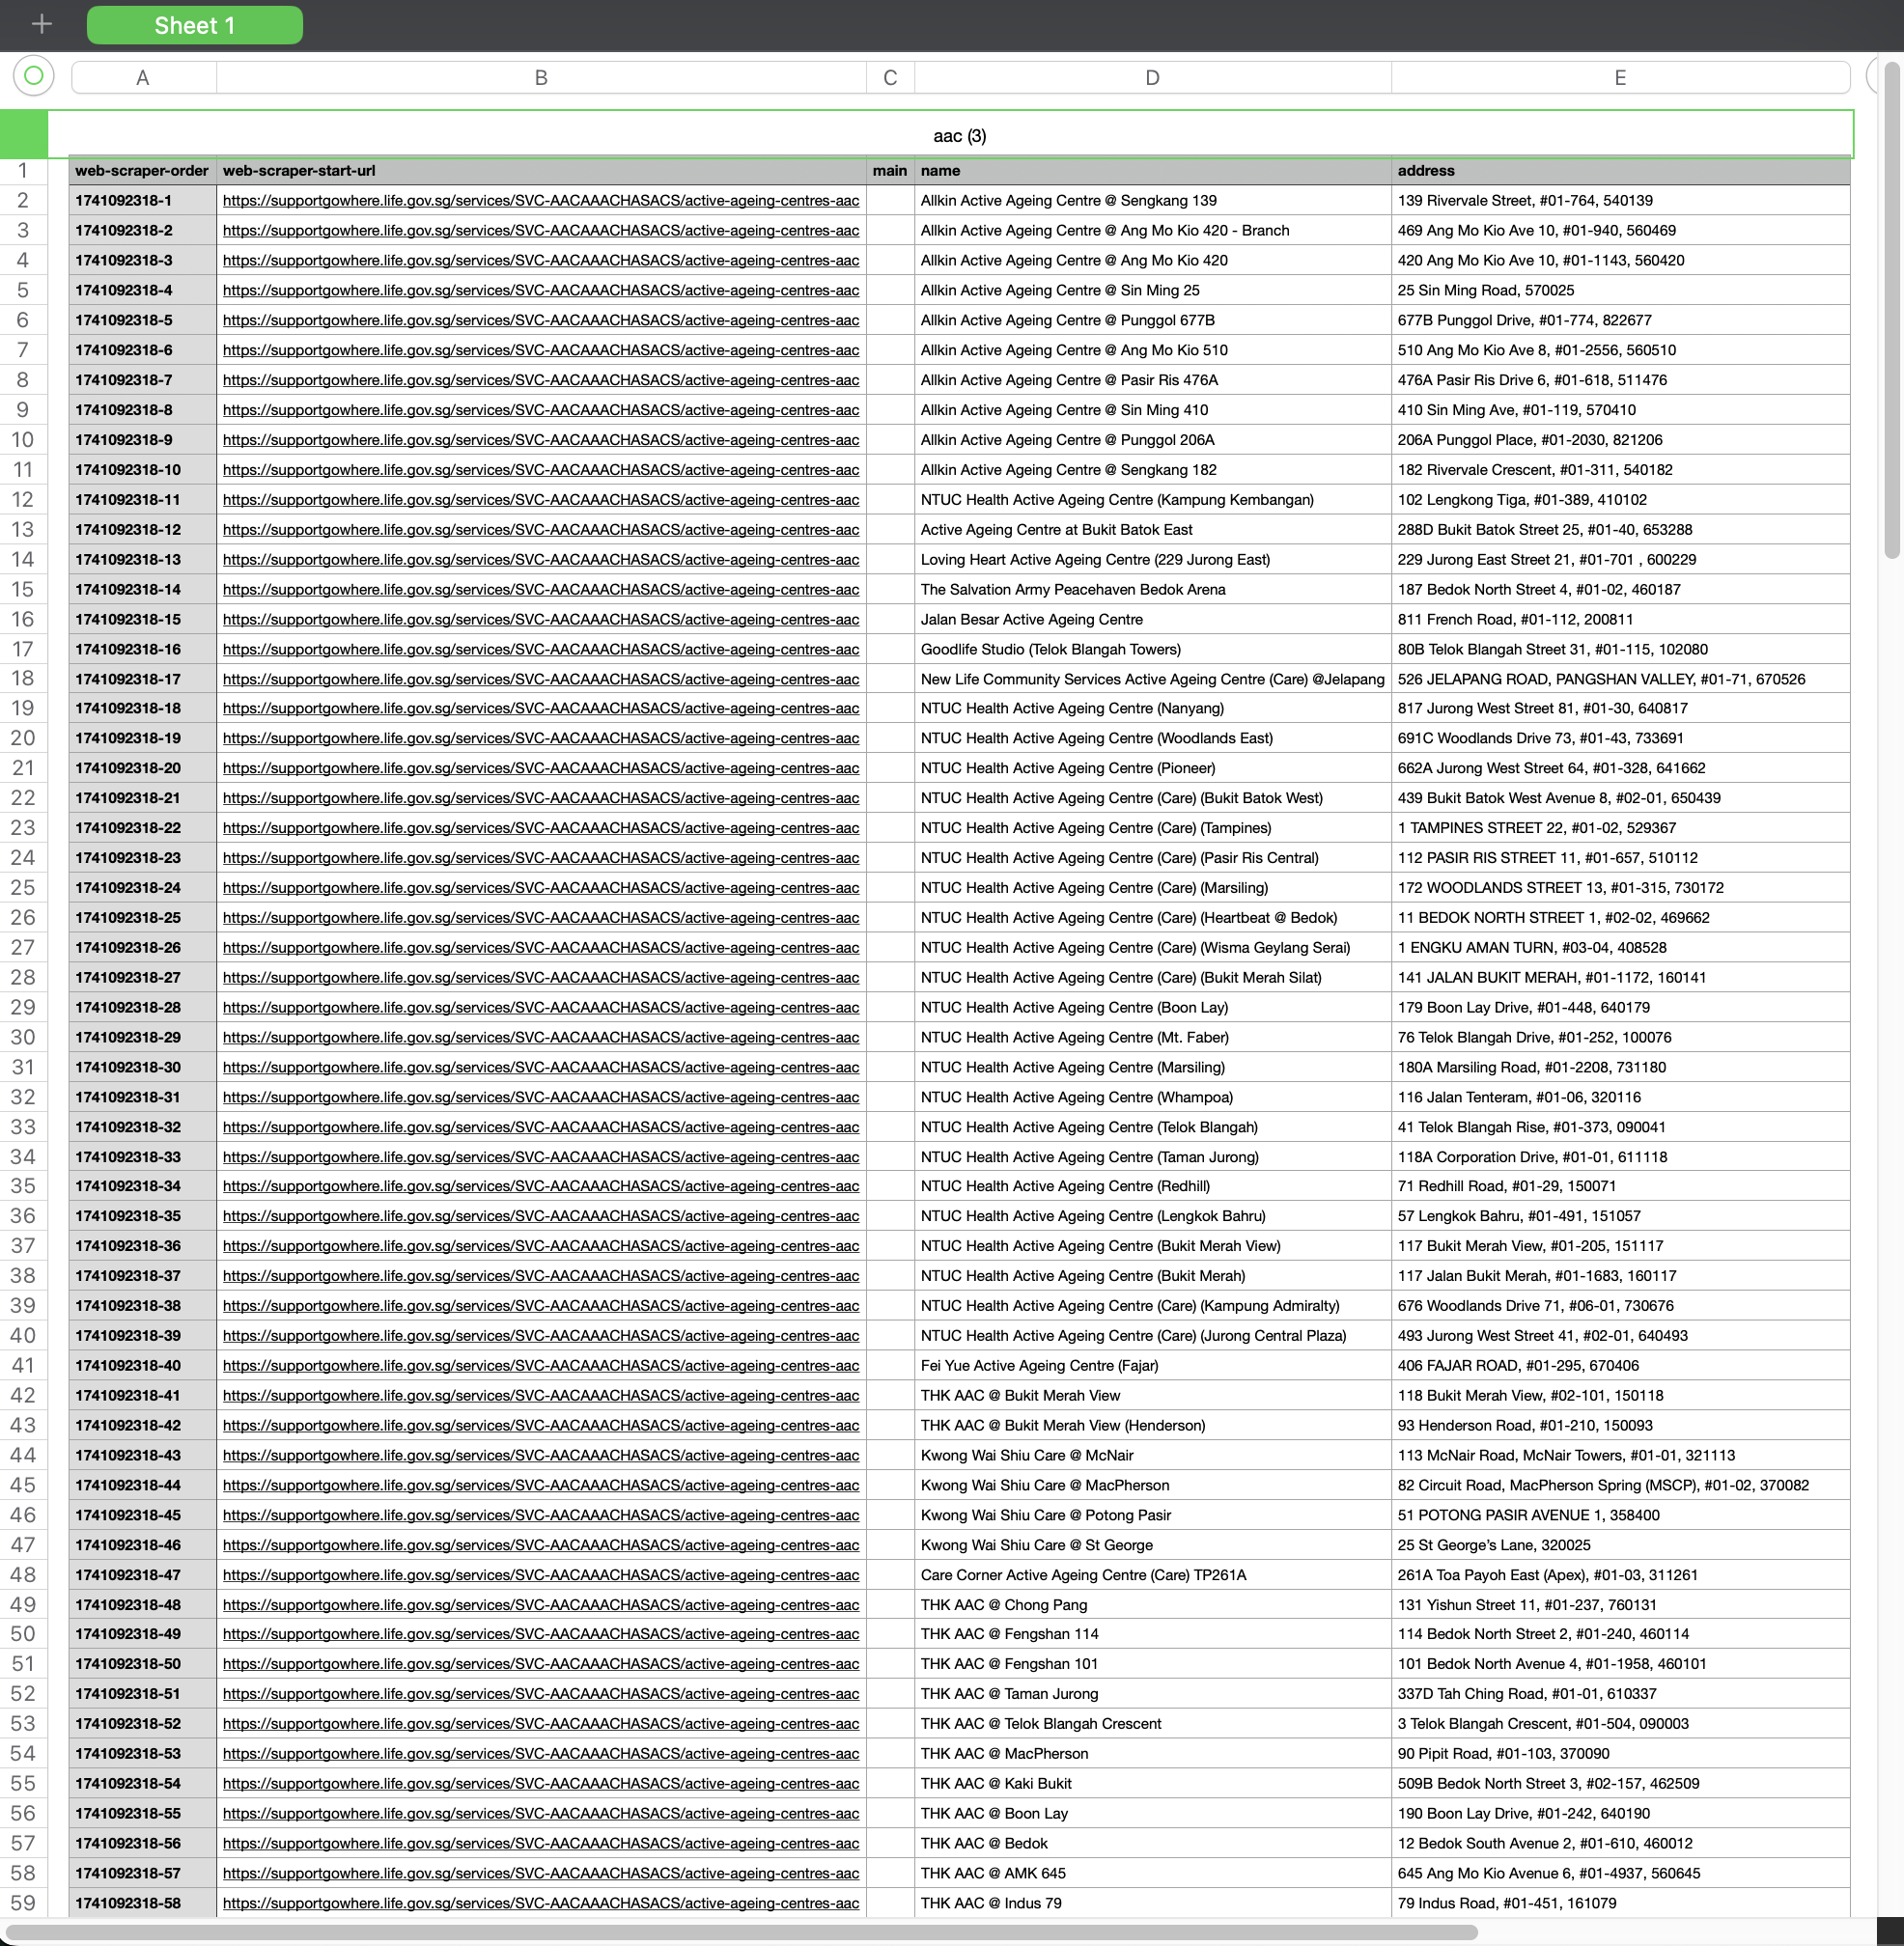 Sheet 1
A B C D E
aac (3)
1 web-scraper-order web-scraper-start-url main name address
2 1741092318-1 https://supportgowhere.life.gov.sg/services/SVC-AACAAACHASACS/active-ageing-centres-aac Allkin Active Ageing Centre @ Sengkang 139 139 Rivervale Street, #01-764, 540139
3 1741092318-2 https://supportgowhere.life.gov.sg/services/SVC-AACAAACHASACS/active-ageing-centres-aac Allkin Active Ageing Centre @ Ang Mo Kio 420 - Branch 469 Ang Mo Kio Ave 10, #01-940, 560469
4 1741092318-3 https://supportgowhere.life.gov.sg/services/SVC-AACAAACHASACS/active-ageing-centres-aac Allkin Active Ageing Centre @ Ang Mo Kio 420 420 Ang Mo Kio Ave 10, #01-1143, 560420
5 1741092318-4 https://supportgowhere.life.gov.sg/services/SVC-AACAAACHASACS/active-ageing-centres-aac Allkin Active Ageing Centre @ Sin Ming 25 25 Sin Ming Road, 570025
6 1741092318-5 https://supportgowhere.life.gov.sg/services/SVC-AACAAACHASACS/active-ageing-centres-aac Allkin Active Ageing Centre @ Punggol 677B 677B Punggol Drive, #01-774, 822677
7 1741092318-6 https://supportgowhere.life.gov.sg/services/SVC-AACAAACHASACS/active-ageing-centres-aac Allkin Active Ageing Centre @ Ang Mo Kio 510 510 Ang Mo Kio Ave 8, #01-2556, 560510
8 1741092318-7 https://supportgowhere.life.gov.sg/services/SVC-AACAAACHASACS/active-ageing-centres-aac Allkin Active Ageing Centre @ Pasir Ris 476A 476A Pasir Ris Drive 6, #01-618, 511476
9 1741092318-8 https://supportgowhere.life.gov.sg/services/SVC-AACAAACHASACS/active-ageing-centres-aac Allkin Active Ageing Centre @ Sin Ming 410 410 Sin Ming Ave, #01-119, 570410
10 1741092318-9 https://supportgowhere.life.gov.sg/services/SVC-AACAAACHASACS/active-ageing-centres-aac Allkin Active Ageing Centre @ Punggol 206A 206A Punggol Place, #01-2030, 821206
11 1741092318-10 https://supportgowhere.life.gov.sg/services/SVC-AACAAACHASACS/active-ageing-centres-aac Allkin Active Ageing Centre @ Sengkang 182 182 Rivervale Crescent, #01-311, 540182
12 1741092318-11 https://supportgowhere.life.gov.sg/services/SVC-AACAAACHASACS/active-ageing-centres-aac NTUC Health Active Ageing Centre (Kampung Kembangan) 102 Lengkong Tiga, #01-389, 410102
13 1741092318-12 https://supportgowhere.life.gov.sg/services/SVC-AACAAACHASACS/active-ageing-centres-aac Active Ageing Centre at Bukit Batok East 288D Bukit Batok Street 25, #01-40, 653288
14 1741092318-13 https://supportgowhere.life.gov.sg/services/SVC-AACAAACHASACS/active-ageing-centres-aac Loving Heart Active Ageing Centre (229 Jurong East) 229 Jurong East Street 21, #01-701 , 600229
15 1741092318-14 https://supportgowhere.life.gov.sg/services/SVC-AACAAACHASACS/active-ageing-centres-aac The Salvation Army Peacehaven Bedok Arena 187 Bedok North Street 4, #01-02, 460187
16 1741092318-15 https://supportgowhere.life.gov.sg/services/SVC-AACAAACHASACS/active-ageing-centres-aac Jalan Besar Active Ageing Centre 811 French Road, #01-112, 200811
17 1741092318-16 https://supportgowhere.life.gov.sg/services/SVC-AACAAACHASACS/active-ageing-centres-aac Goodlife Studio (Telok Blangah Towers) 80B Telok Blangah Street 31, #01-115, 102080
18 1741092318-17 https://supportgowhere.life.gov.sg/services/SVC-AACAAACHASACS/active-ageing-centres-aac New Life Community Services Active Ageing Centre (Care) @Jelapang 526 JELAPANG ROAD, PANGSHAN VALLEY, #01-71, 670526
19 1741092318-18 https://supportgowhere.life.gov.sg/services/SVC-AACAAACHASACS/active-ageing-centres-aac NTUC Health Active Ageing Centre (Nanyang) 817 Jurong West Street 81, #01-30, 640817
20 1741092318-19 https://supportgowhere.life.gov.sg/services/SVC-AACAAACHASACS/active-ageing-centres-aac NTUC Health Active Ageing Centre (Woodlands East) 691C Woodlands Drive 73, #01-43, 733691
21 1741092318-20 https://supportgowhere.life.gov.sg/services/SVC-AACAAACHASACS/active-ageing-centres-aac NTUC Health Active Ageing Centre (Pioneer) 662A Jurong West Street 64, #01-328, 641662
22 1741092318-21 https://supportgowhere.life.gov.sg/services/SVC-AACAAACHASACS/active-ageing-centres-aac NTUC Health Active Ageing Centre (Care) (Bukit Batok West) 439 Bukit Batok West Avenue 8, #02-01, 650439
23 1741092318-22 https://supportgowhere.life.gov.sg/services/SVC-AACAAACHASACS/active-ageing-centres-aac NTUC Health Active Ageing Centre (Care) (Tampines) 1 TAMPINES STREET 22, #01-02, 529367
24 1741092318-23 https://supportgowhere.life.gov.sg/services/SVC-AACAAACHASACS/active-ageing-centres-aac NTUC Health Active Ageing Centre (Care) (Pasir Ris Central) 112 PASIR RIS STREET 11, #01-657, 510112
25 1741092318-24 https://supportgowhere.life.gov.sg/services/SVC-AACAAACHASACS/active-ageing-centres-aac NTUC Health Active Ageing Centre (Care) (Marsiling) 172 WOODLANDS STREET 13, #01-315, 730172
26 1741092318-25 https://supportgowhere.life.gov.sg/services/SVC-AACAAACHASACS/active-ageing-centres-aac NTUC Health Active Ageing Centre (Care) (Heartbeat @ Bedok) 11 BEDOK NORTH STREET 1, #02-02, 469662
27 1741092318-26 https://supportgowhere.life.gov.sg/services/SVC-AACAAACHASACS/active-ageing-centres-aac NTUC Health Active Ageing Centre (Care) (Wisma Geylang Serai) 1 ENGKU AMAN TURN, #03-04, 408528
28 1741092318-27 https://supportgowhere.life.gov.sg/services/SVC-AACAAACHASACS/active-ageing-centres-aac NTUC Health Active Ageing Centre (Care) (Bukit Merah Silat) 141 JALAN BUKIT MERAH, #01-1172, 160141
29 1741092318-28 https://supportgowhere.life.gov.sg/services/SVC-AACAAACHASACS/active-ageing-centres-aac NTUC Health Active Ageing Centre (Boon Lay) 179 Boon Lay Drive, #01-448, 640179
30 1741092318-29 https://supportgowhere.life.gov.sg/services/SVC-AACAAACHASACS/active-ageing-centres-aac NTUC Health Active Ageing Centre (Mt. Faber) 76 Telok Blangah Drive, #01-252, 100076
31 1741092318-30 https://supportgowhere.life.gov.sg/services/SVC-AACAAACHASACS/active-ageing-centres-aac NTUC Health Active Ageing Centre (Marsiling) 180A Marsiling Road, #01-2208, 731180
32 1741092318-31 https://supportgowhere.life.gov.sg/services/SVC-AACAAACHASACS/active-ageing-centres-aac NTUC Health Active Ageing Centre (Whampoa) 116 Jalan Tenteram, #01-06, 320116
33 1741092318-32 https://supportgowhere.life.gov.sg/services/SVC-AACAAACHASACS/active-ageing-centres-aac NTUC Health Active Ageing Centre (Telok Blangah) 41 Telok Blangah Rise, #01-373, 090041
34 1741092318-33 https://supportgowhere.life.gov.sg/services/SVC-AACAAACHASACS/active-ageing-centres-aac NTUC Health Active Ageing Centre (Taman Jurong) 118A Corporation Drive, #01-01, 611118
35 1741092318-34 https://supportgowhere.life.gov.sg/services/SVC-AACAAACHASACS/active-ageing-centres-aac NTUC Health Active Ageing Centre (Redhill) 71 Redhill Road, #01-29, 150071
36 1741092318-35 https://supportgowhere.life.gov.sg/services/SVC-AACAAACHASACS/active-ageing-centres-aac NTUC Health Active Ageing Centre (Lengkok Bahru) 57 Lengkok Bahru, #01-491, 151057
37 1741092318-36 https://supportgowhere.life.gov.sg/services/SVC-AACAAACHASACS/active-ageing-centres-aac NTUC Health Active Ageing Centre (Bukit Merah View) 117 Bukit Merah View, #01-205, 151117
38 1741092318-37 https://supportgowhere.life.gov.sg/services/SVC-AACAAACHASACS/active-ageing-centres-aac NTUC Health Active Ageing Centre (Bukit Merah) 117 Jalan Bukit Merah, #01-1683, 160117
39 1741092318-38 https://supportgowhere.life.gov.sg/services/SVC-AACAAACHASACS/active-ageing-centres-aac NTUC Health Active Ageing Centre (Care) (Kampung Admiralty) 676 Woodlands Drive 71, #06-01, 730676
40 1741092318-39 https://supportgowhere.life.gov.sg/services/SVC-AACAAACHASACS/active-ageing-centres-aac NTUC Health Active Ageing Centre (Care) (Jurong Central Plaza) 493 Jurong West Street 41, #02-01, 640493
41 1741092318-40 https://supportgowhere.life.gov.sg/services/SVC-AACAAACHASACS/active-ageing-centres-aac Fei Yue Active Ageing Centre (Fajar) 406 FAJAR ROAD, #01-295, 670406
42 1741092318-41 https://supportgowhere.life.gov.sg/services/SVC-AACAAACHASACS/active-ageing-centres-aac THK AAC @ Bukit Merah View 118 Bukit Merah View, #02-101, 150118
43 1741092318-42 https://supportgowhere.life.gov.sg/services/SVC-AACAAACHASACS/active-ageing-centres-aac THK AAC @ Bukit Merah View (Henderson) 93 Henderson Road, #01-210, 150093
44 1741092318-43 https://supportgowhere.life.gov.sg/services/SVC-AACAAACHASACS/active-ageing-centres-aac Kwong Wai Shiu Care @ McNair 113 McNair Road, McNair Towers, #01-01, 321113
45 1741092318-44 https://supportgowhere.life.gov.sg/services/SVC-AACAAACHASACS/active-ageing-centres-aac Kwong Wai Shiu Care @ MacPherson 82 Circuit Road, MacPherson Spring (MSCP), #01-02, 370082
46 1741092318-45 https://supportgowhere.life.gov.sg/services/SVC-AACAAACHASACS/active-ageing-centres-aac Kwong Wai Shiu Care @ Potong Pasir 51 POTONG PASIR AVENUE 1, 358400
47 1741092318-46 https://supportgowhere.life.gov.sg/services/SVC-AACAAACHASACS/active-ageing-centres-aac Kwong Wai Shiu Care @ St George 25 St George’s Lane, 320025
48 1741092318-47 https://supportgowhere.life.gov.sg/services/SVC-AACAAACHASACS/active-ageing-centres-aac Care Corner Active Ageing Centre (Care) TP261A 261A Toa Payoh East (Apex), #01-03, 311261
49 1741092318-48 https://supportgowhere.life.gov.sg/services/SVC-AACAAACHASACS/active-ageing-centres-aac THK AAC @ Chong Pang 131 Yishun Street 11, #01-237, 760131
50 1741092318-49 https://supportgowhere.life.gov.sg/services/SVC-AACAAACHASACS/active-ageing-centres-aac THK AAC @ Fengshan 114 114 Bedok North Street 2, #01-240, 460114
51 1741092318-50 https://supportgowhere.life.gov.sg/services/SVC-AACAAACHASACS/active-ageing-centres-aac THK AAC @ Fengshan 101 101 Bedok North Avenue 4, #01-1958, 460101
52 1741092318-51 https://supportgowhere.life.gov.sg/services/SVC-AACAAACHASACS/active-ageing-centres-aac THK AAC @ Taman Jurong 337D Tah Ching Road, #01-01, 610337
53 1741092318-52 https://supportgowhere.life.gov.sg/services/SVC-AACAAACHASACS/active-ageing-centres-aac THK AAC @ Telok Blangah Crescent 3 Telok Blangah Crescent, #01-504, 090003
54 1741092318-53 https://supportgowhere.life.gov.sg/services/SVC-AACAAACHASACS/active-ageing-centres-aac THK AAC @ MacPherson 90 Pipit Road, #01-103, 370090
55 1741092318-54 https://supportgowhere.life.gov.sg/services/SVC-AACAAACHASACS/active-ageing-centres-aac THK AAC @ Kaki Bukit 509B Bedok North Street 3, #02-157, 462509
56 1741092318-55 https://supportgowhere.life.gov.sg/services/SVC-AACAAACHASACS/active-ageing-centres-aac THK AAC @ Boon Lay 190 Boon Lay Drive, #01-242, 640190
57 1741092318-56 https://supportgowhere.life.gov.sg/services/SVC-AACAAACHASACS/active-ageing-centres-aac THK AAC @ Bedok 12 Bedok South Avenue 2, #01-610, 460012
58 1741092318-57 https://supportgowhere.life.gov.sg/services/SVC-AACAAACHASACS/active-ageing-centres-aac THK AAC @ AMK 645 645 Ang Mo Kio Avenue 6, #01-4937, 560645
59 1741092318-58 https://supportgowhere.life.gov.sg/services/SVC-AACAAACHASACS/active-ageing-centres-aac THK AAC @ Indus 79 79 Indus Road, #01-451, 161079